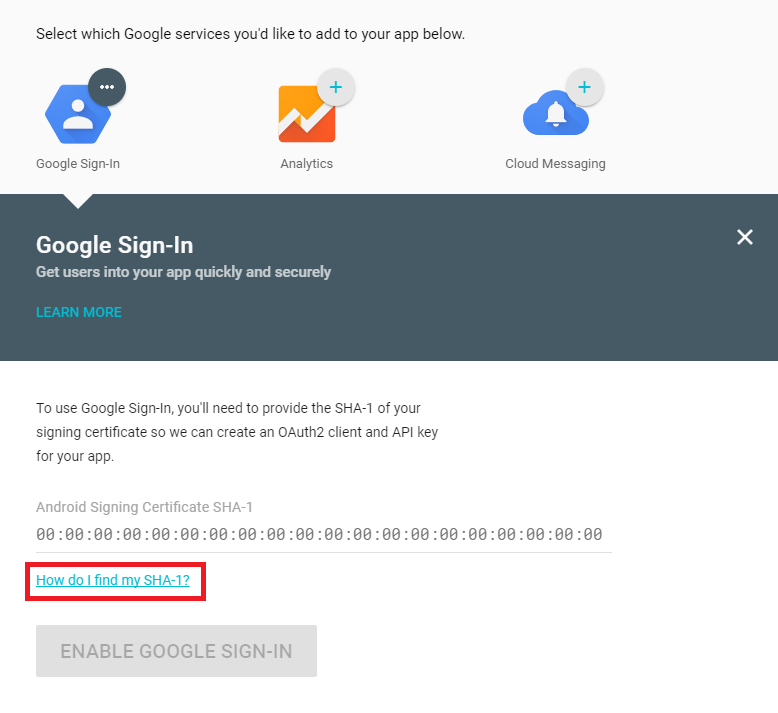 Select which Google services you'd like to add to your app below.
Google Sign-In
Analytics
Cloud Messaging
Google Sign-In
Get users into your app quickly and securely
LEARN MORE
To use Google Sign-In, you'll need to provide the SHA-1 of your
signing certificate so we can create an OAuth2 client and API key
for your app.
Android Signing Certificate SHA-1
00:00:00:00:00:00:00:00:00:00:00:00:00:00:00:00:00:00:00:00
How do I find my SHA-1?
ENABLE GOOGLE SIGN-IN